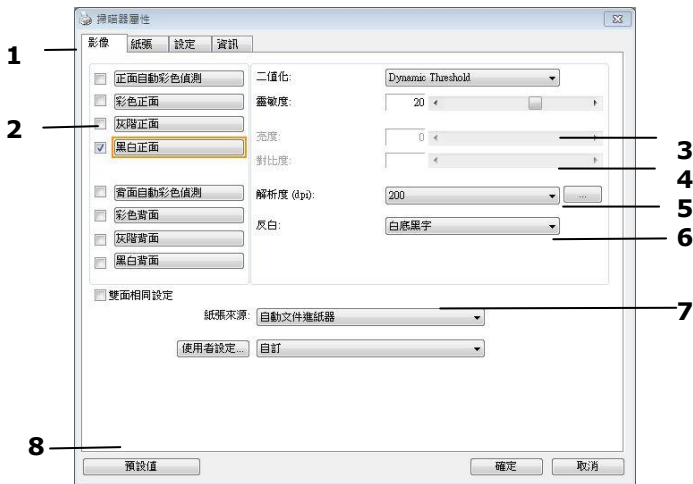 掃瞄器屬性
影像 紙張 設定 資訊
1
正面自動彩色偵測
彩色正面
2
灰階正面
黑白正面
背面自動彩色偵測
彩色背面
灰階背面
黑白背面
二值化: Dynamic Threshold
靈敏度: 20
亮度: 0
3
對比度:
4
解析度 (dpi): 200 ...
5
反白: 白底黑字
6
雙面相同設定
紙張來源: 自動文件進紙器
7
使用者設定... 自訂
8
預設值 確定 取消